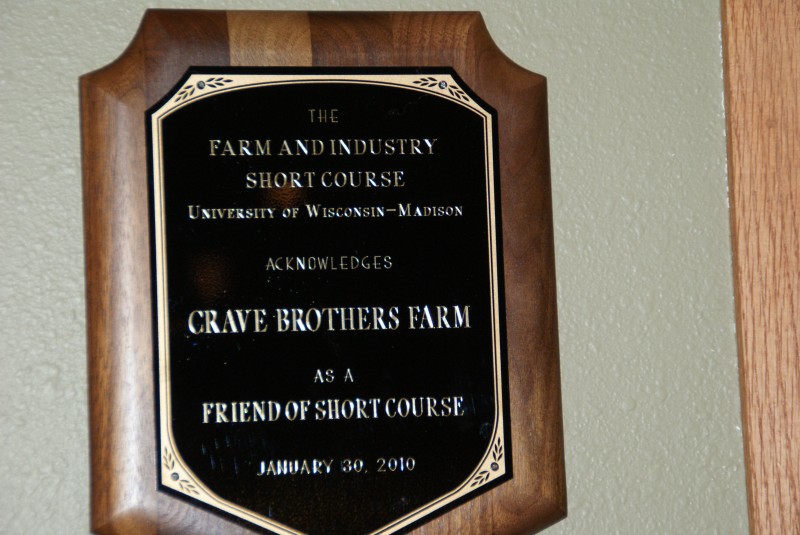 THE
FARM AND INDUSTRY
SHORT COURSE
UNIVERSITY OF WISCONSIN-MADISON
ACKNOWLEDGES
CRAVE BROTHERS FARM
AS A
FRIEND OF SHORT COURSE
JANUARY 30, 2010